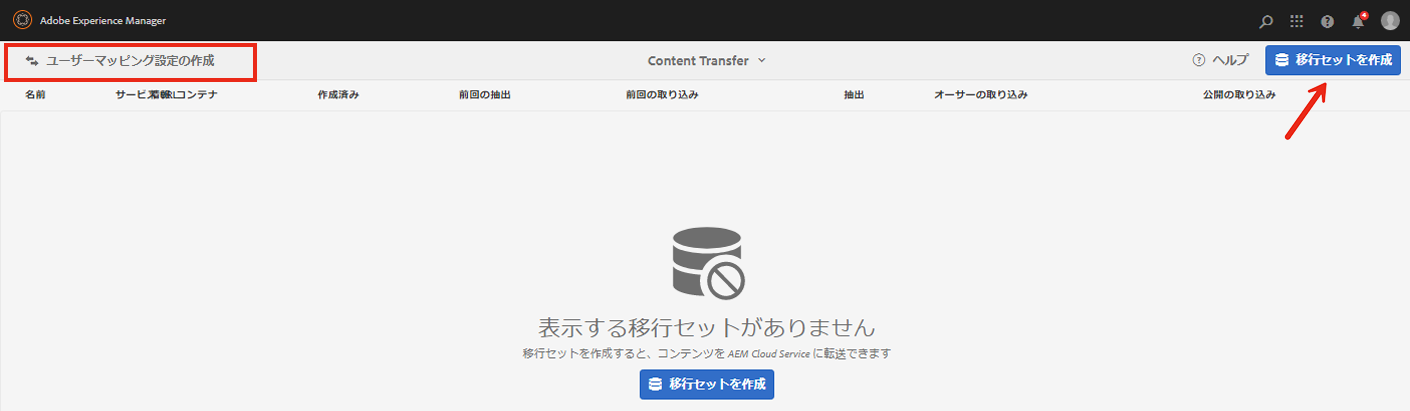 Adobe Experience Manager
4
ユーザーマッピング設定の作成
Content Transfer
ヘルプ
移行セットを作成
名前
コンテナ
作成済み
前回の抽出
前回の取り込み
抽出
オーサーの取り込み
公開の取り込み
表示する移行セットがありません
移行セットを作成すると、コンテンツを AEM Cloud Service に転送できます
移行セットを作成